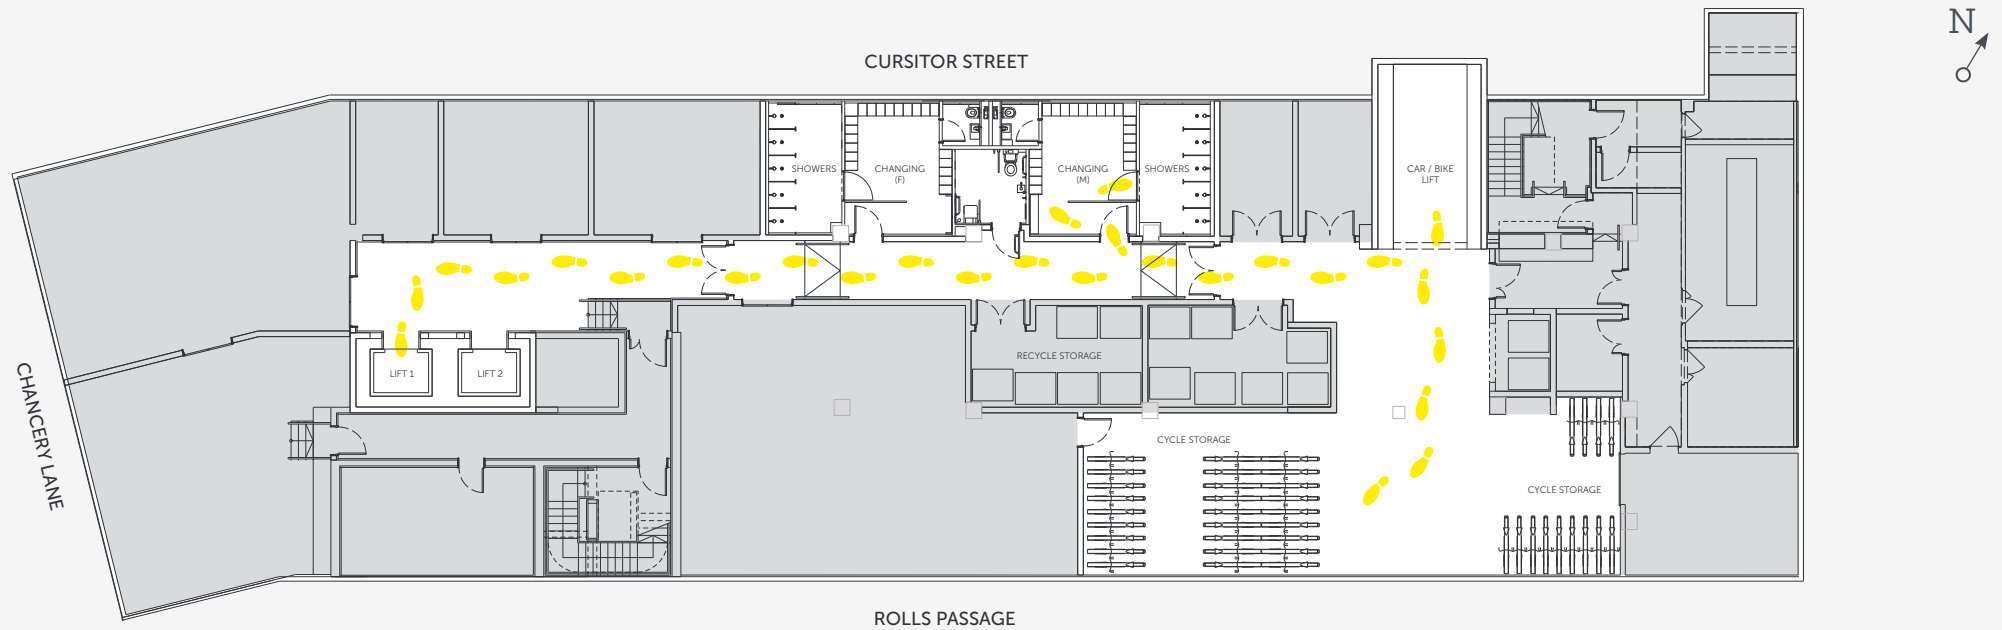 N
CURSITOR STREET
SHOWERS
CHANGING
(F)
CHANGING
(M)
SHOWERS
CAR / BIKE
LIFT
RECYCLE STORAGE
LIFT 1
LIFT 2
CHANCERY LANE
CYCLE STORAGE
CYCLE STORAGE
ROLLS PASSAGE